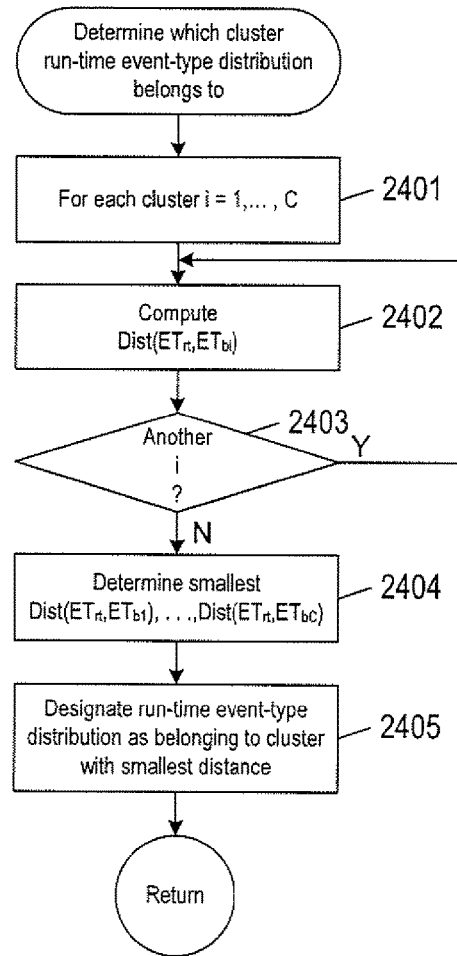 Determine which cluster
run-time event-type distribution
belongs to
For each cluster i = 1,... , C
2401
Compute
Dist(ETrt,ETbi)
2402
Another
i
?
2403
Y
N
Determine smallest
Dist(ETrt,ETb1), . . .,Dist(ETrt,ETbC)
2404
Designate run-time event-type
distribution as belonging to cluster
with smallest distance
2405
Return